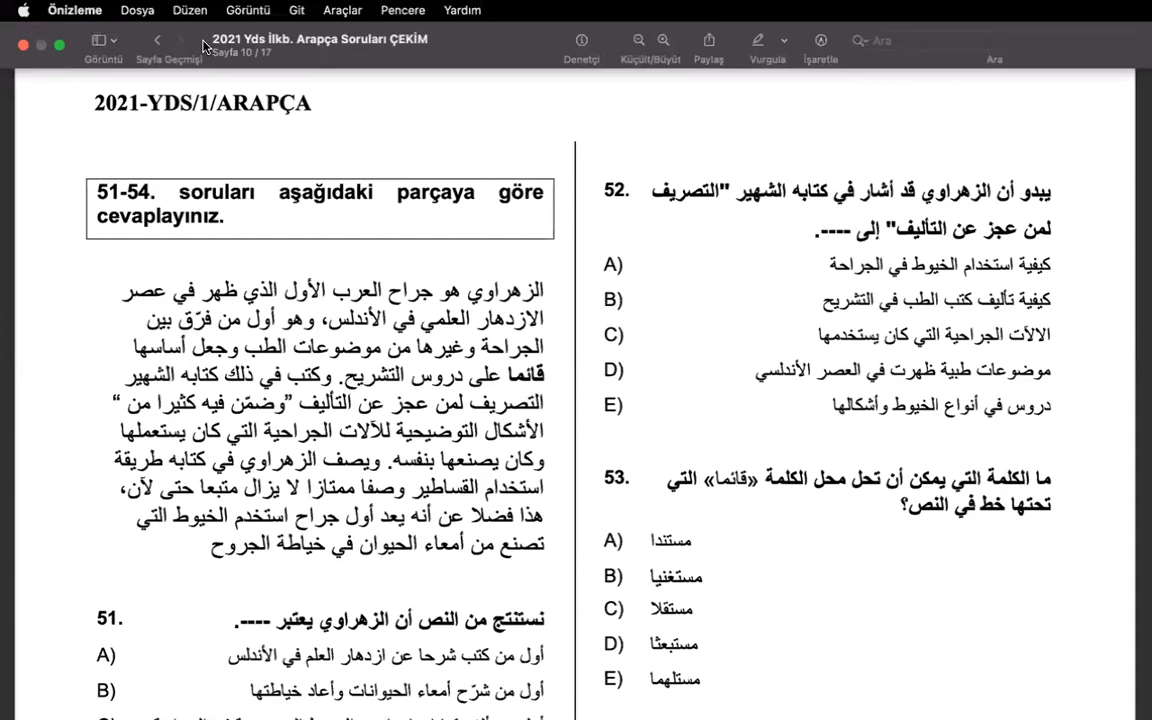 Önizleme Dosya Düzen Görüntü Git Araçlar Pencere Yardım
2021 Yds İlkb. Arapça Soruları ÇEKİM
Sayfa 10 / 17
Görüntü Sayfa Geçmişi Denetçi Küçült/Büyüt Paylaş Vurgula İşaretle Ara
Ara
2021-YDS/1/ARAPÇA
51-54. soruları aşağıdaki parçaya göre
cevaplayınız.
الزهراوي هو جراح العرب الأول الذي ظهر في عصر
الازدهار العلمي في الأندلس، وهو أول من فرّق بين
الجراحة وغيرها من موضوعات الطب وجعل أساسها
قائما على دروس التشريح. وكتب في ذلك كتابه الشهير
التصريف لمن عجز عن التأليف ”وضمّن فيه كثيرا من “
الأشكال التوضيحية للآلات الجراحية التي كان يستعملها
وكان يصنعها بنفسه. ويصف الزهراوي في كتابه طريقة
استخدام القساطير وصفا ممتازا لا يزال متبعا حتى لآن،
هذا فضلا عن أنه يعد أول جراح استخدم الخيوط التي
تصنع من أمعاء الحيوان في خياطة الجروح
51. نستنتج من النص أن الزهراوي يعتبر ----.
A) أول من كتب شرحا عن ازدهار العلم في الأندلس
B) أول من شرّح أمعاء الحيوانات وأعاد خياطتها
52. يبدو أن الزهراوي قد أشار في كتابه الشهير "التصريف
لمن عجز عن التأليف" إلى ----.
A) كيفية استخدام الخيوط في الجراحة
B) كيفية تأليف كتب الطب في التشريح
C) الالآت الجراحية التي كان يستخدمها
D) موضوعات طبية ظهرت في العصر الأندلسي
E) دروس في أنواع الخيوط وأشكالها
53. ما الكلمة التي يمكن أن تحل محل الكلمة «قائما» التي
تحتها خط في النص؟
A) مستندا
B) مستغنيا
C) مستقلا
D) مستبعثا
E) مستلهما